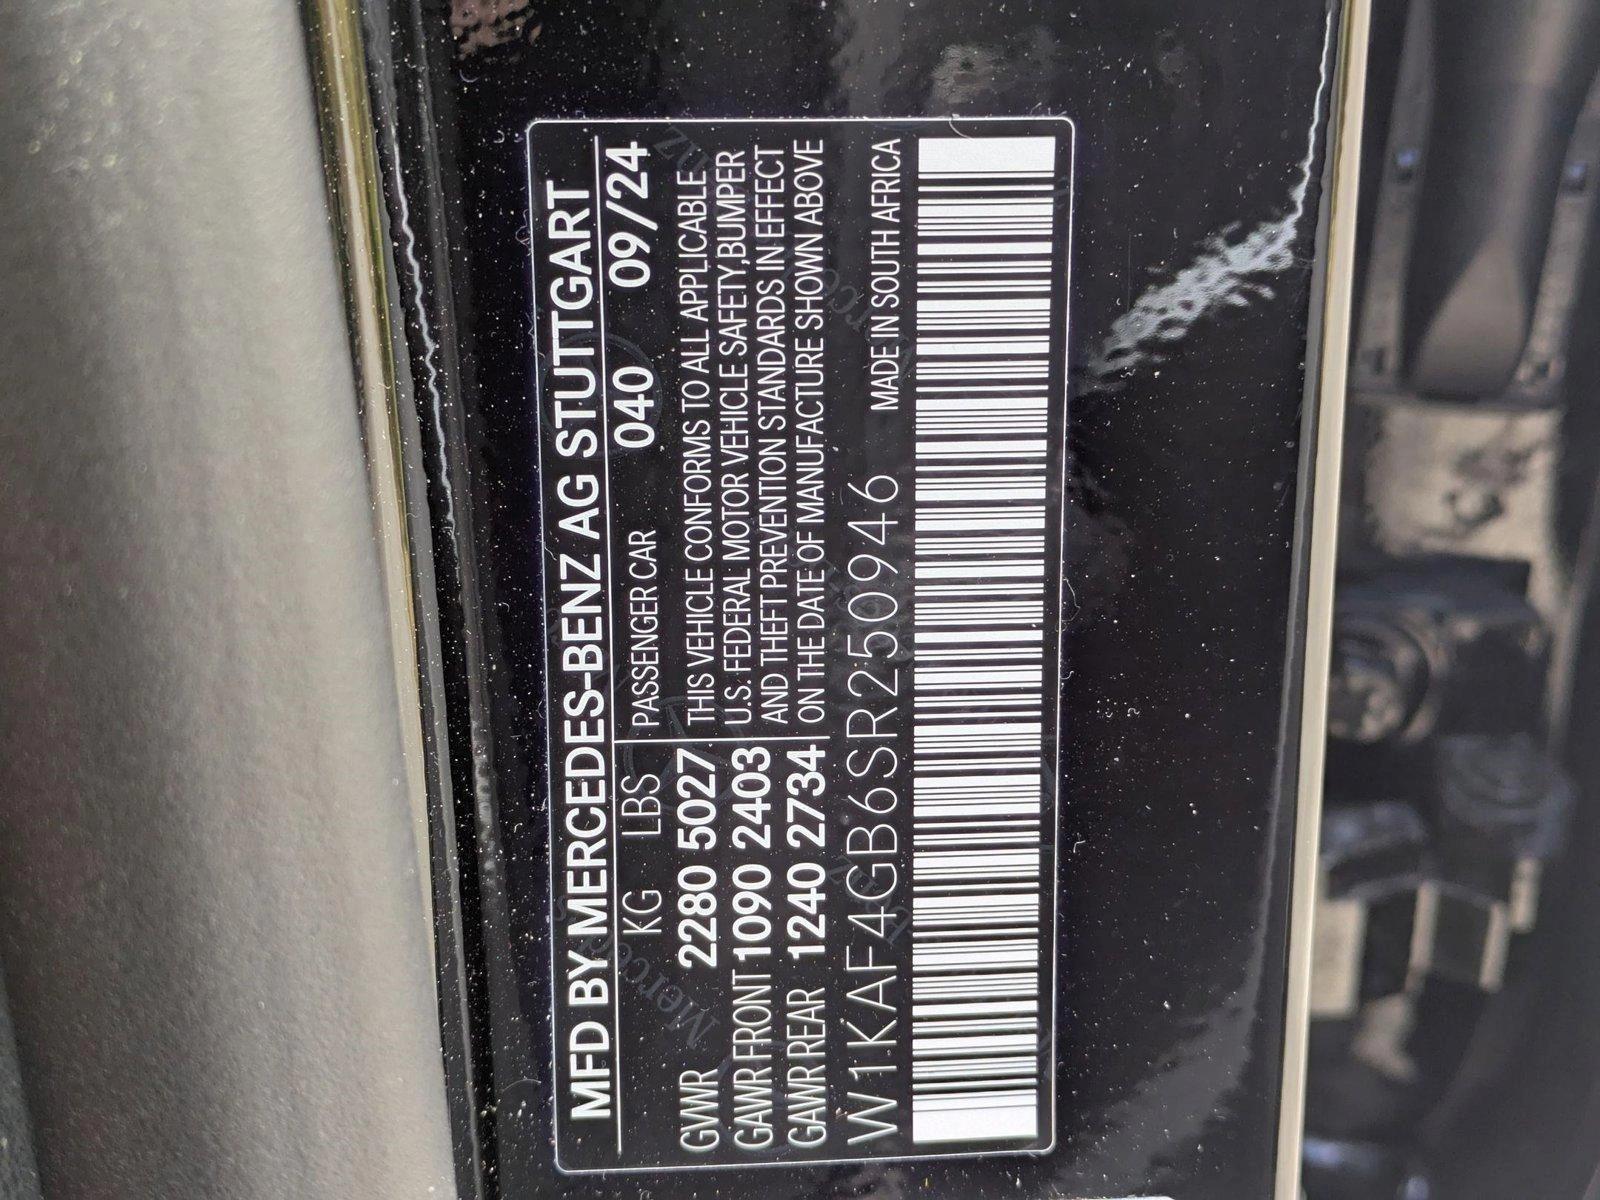 MFD BY MERCEDES-BENZ AG STUTTGART
KG LBS PASSENGER CAR 040 09/24
GVWR 2280 5027 THIS VEHICLE CONFORMS TO ALL APPLICABLE
GAWR FRONT 1090 2403 U.S. FEDERAL MOTOR VEHICLE SAFETY, BUMPER
GAWR REAR 1240 2734 AND THEFT PREVENTION STANDARDS IN EFFECT
ON THE DATE OF MANUFACTURE SHOWN ABOVE
W1KAF4GB6SR250946 MADE IN SOUTH AFRICA